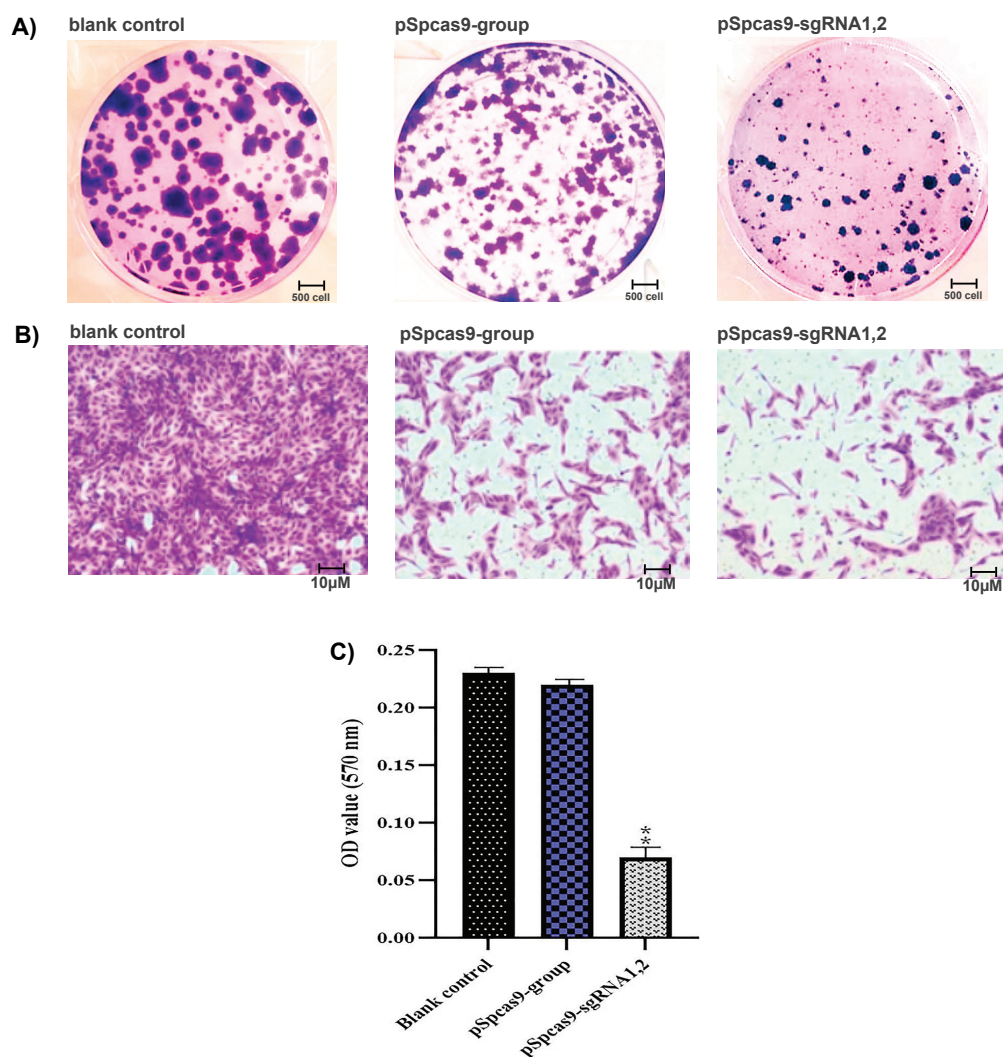 A)
blank control
pSpcas9-group
pSpcas9-sgRNA1,2
500 cell
500 cell
500 cell
B)
blank control
pSpcas9-group
pSpcas9-sgRNA1,2
10µM
10µM
10µM
C)
OD value (570 nm)
0.25
0.20
0.15
0.10
0.05
0.00
**
Blank control
pSpcas9-group
pSpcas9-sgRNA1,2